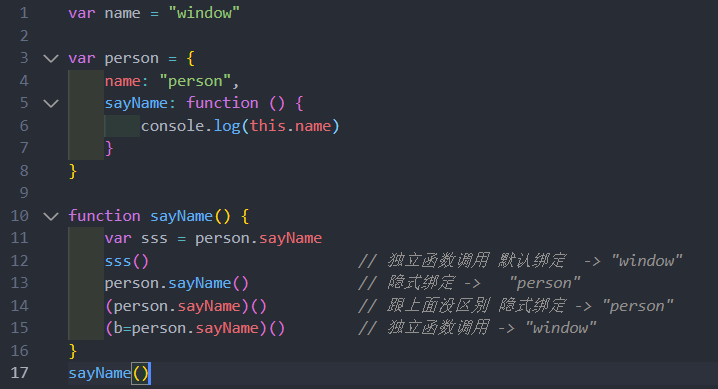 1 var name = "window"
2
3 var person = {
4 name: "person",
5 sayName: function () {
6 console.log(this.name)
7 }
8 }
9
10 function sayName() {
11 var sss = person.sayName
12 sss() // 独立函数调用 默认绑定 -> "window"
13 person.sayName() // 隐式绑定 -> "person"
14 (person.sayName)() // 跟上面没区别 隐式绑定 -> "person"
15 (b=person.sayName)() // 独立函数调用 -> "window"
16 }
17 sayName()